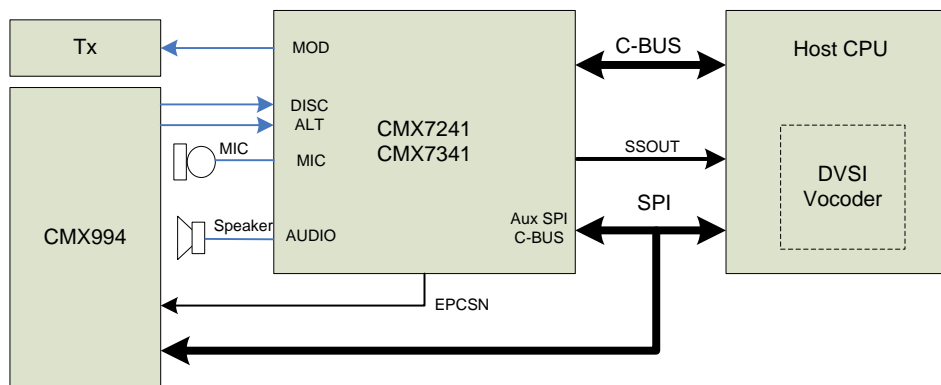 Tx
MOD
C-BUS
Host CPU
DISC
ALT
CMX7241
CMX7341
MIC
MIC
SSOUT
DVSI
Vocoder
SPI
CMX994
Speaker
AUDIO
Aux SPI
C-BUS
EPCSN